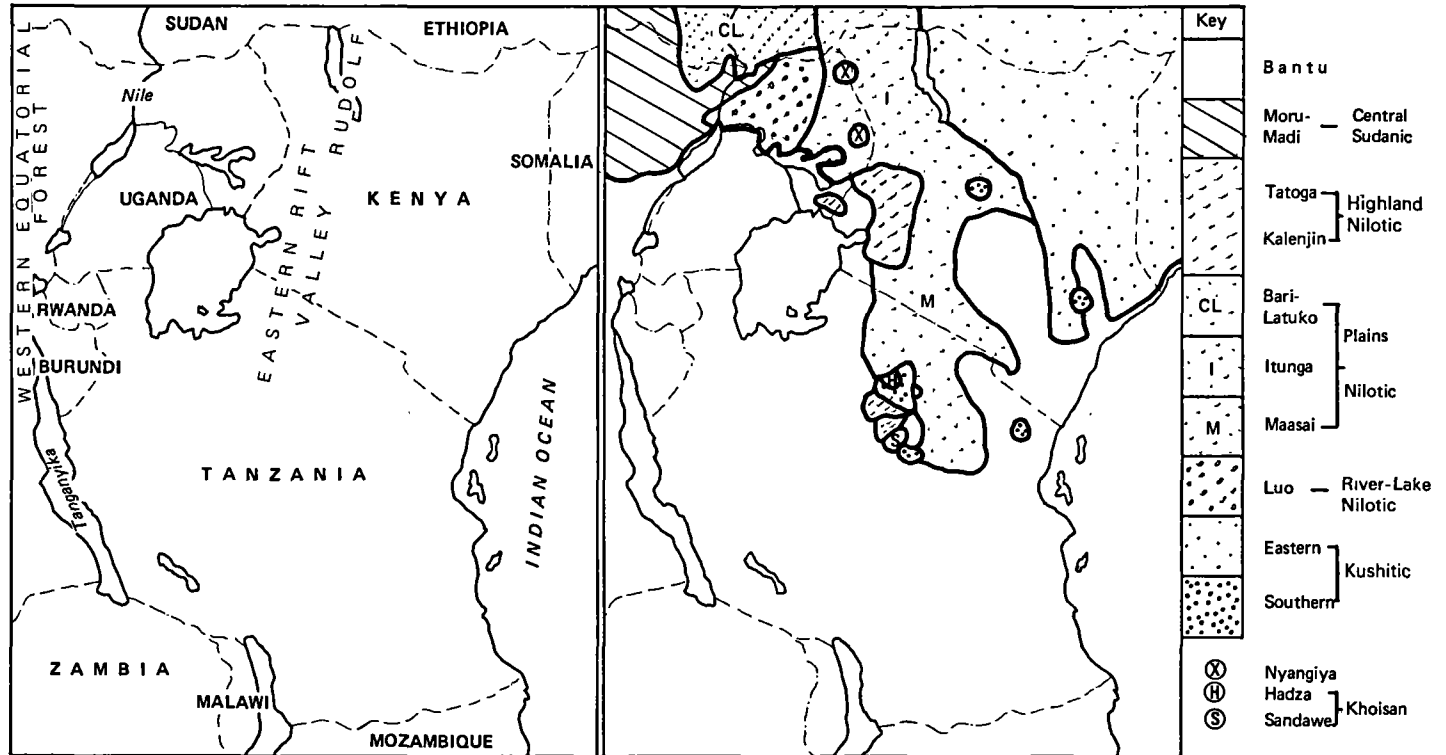 SUDAN
ETHIOPIA
WESTERN EQUATORIAL
FOREST
Nile
RUDOLF
EASTERN RIFT
VALLEY
SOMALIA
UGANDA
KENYA
RWANDA
BURUNDI
Tanganyika
TANZANIA
INDIAN OCEAN
ZAMBIA
MALAWI
MOZAMBIQUE
CL
X
I
X
M
H
S
Key
Bantu
Moru-Madi — Central Sudanic
Tatoga
Kalenjin
Highland Nilotic
CL Bari-Latuko
I Itunga
M Maasai
Plains Nilotic
Luo — River-Lake Nilotic
Eastern
Southern
Kushitic
X Nyangiya
H Hadza
S Sandawe
Khoisan